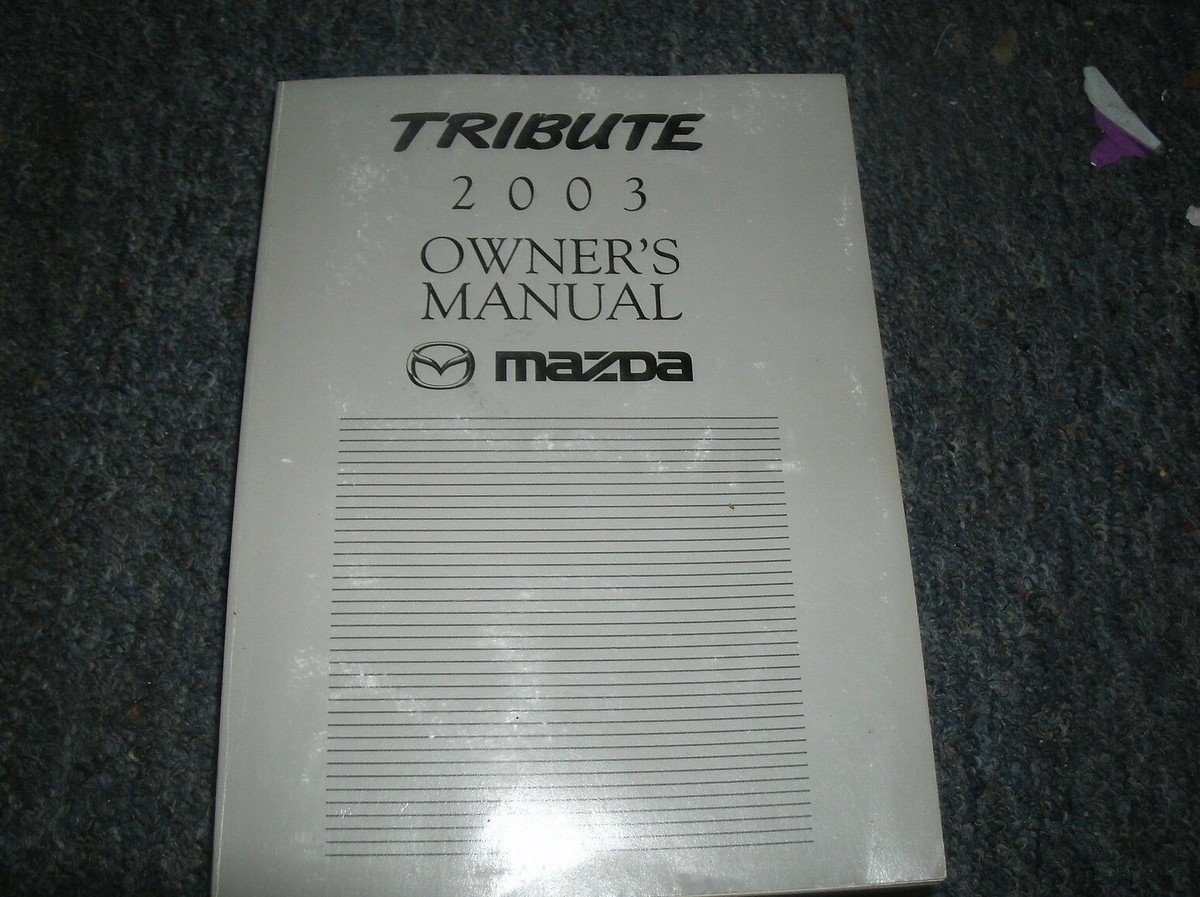 TRIBUTE
2003
OWNER'S
MANUAL
mazda